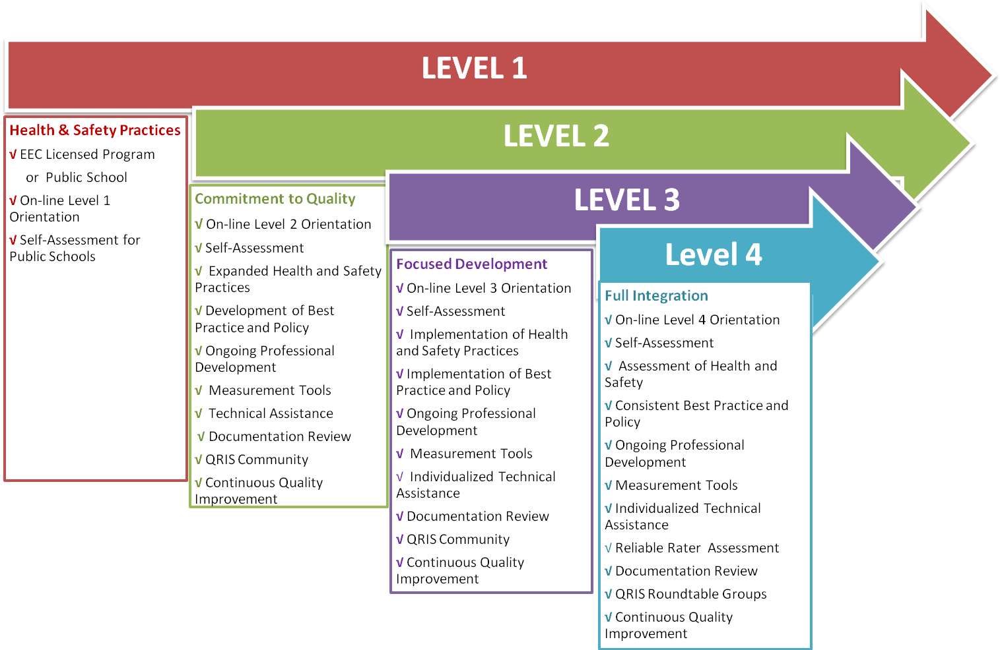 LEVEL 1
Health & Safety Practices
√ EEC Licensed Program
or Public School
√ On-line Level 1
Orientation
√ Self-Assessment for
Public Schools
LEVEL 2
Commitment to Quality
√ On-line Level 2 Orientation
√ Self-Assessment
√ Expanded Health and Safety
Practices
√ Development of Best
Practice and Policy
√ Ongoing Professional
Development
√ Measurement Tools
√ Technical Assistance
√ Documentation Review
√ QRIS Community
√ Continuous Quality
Improvement
LEVEL 3
Focused Development
√ On-line Level 3 Orientation
√ Self-Assessment
√ Implementation of Health
and Safety Practices
√ Implementation of Best
Practice and Policy
√ Ongoing Professional
Development
√ Measurement Tools
√ Individualized Technical
Assistance
√ Documentation Review
√ QRIS Community
√ Continuous Quality
Improvement
Level 4
Full Integration
√ On-line Level 4 Orientation
√ Self-Assessment
√ Assessment of Health and
Safety
√ Consistent Best Practice and
Policy
√ Ongoing Professional
Development
√ Measurement Tools
√ Individualized Technical
Assistance
√ Reliable Rater Assessment
√ Documentation Review
√ QRIS Roundtable Groups
√ Continuous Quality
Improvement